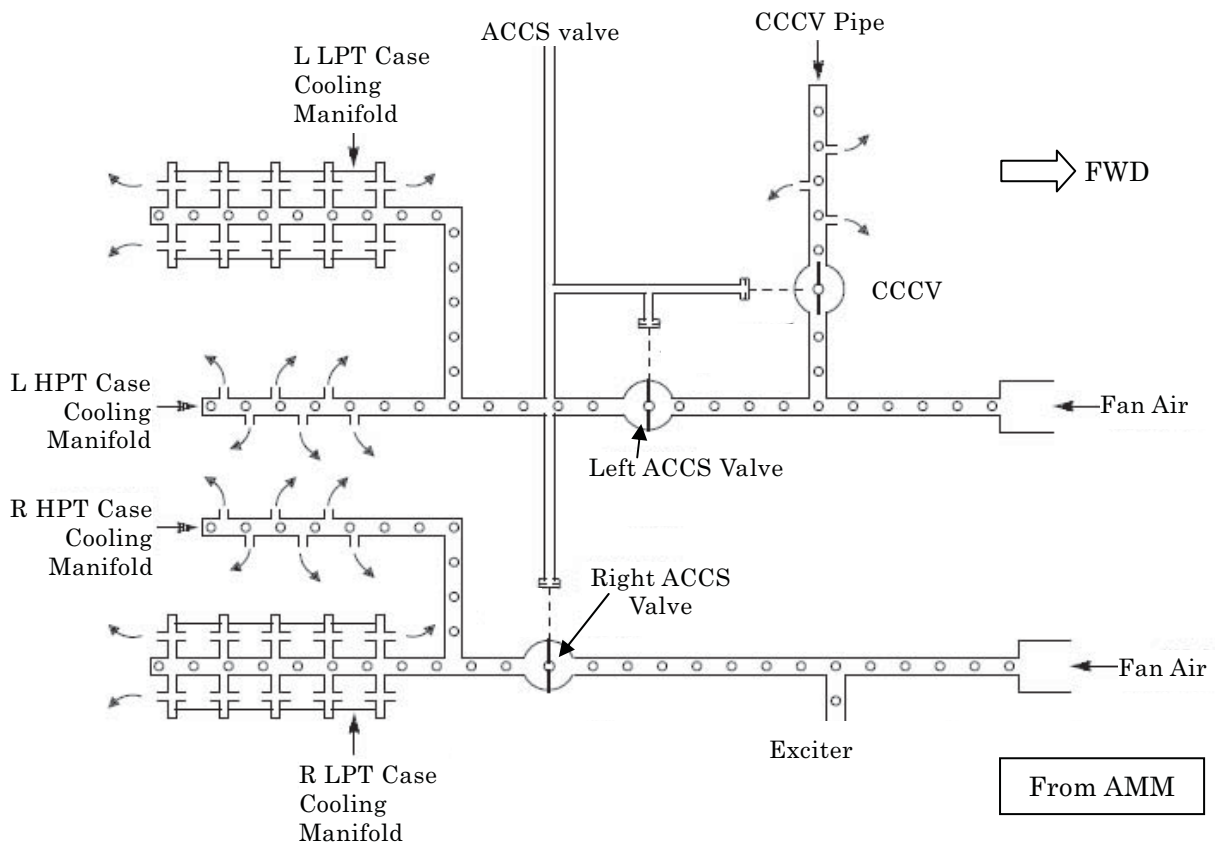 ACCS valve
CCCV Pipe
L LPT Case
Cooling
Manifold
FWD
CCCV
L HPT Case
Cooling
Manifold
Fan Air
Left ACCS Valve
R HPT Case
Cooling
Manifold
Right ACCS
Valve
Fan Air
Exciter
R LPT Case
Cooling
Manifold
From AMM